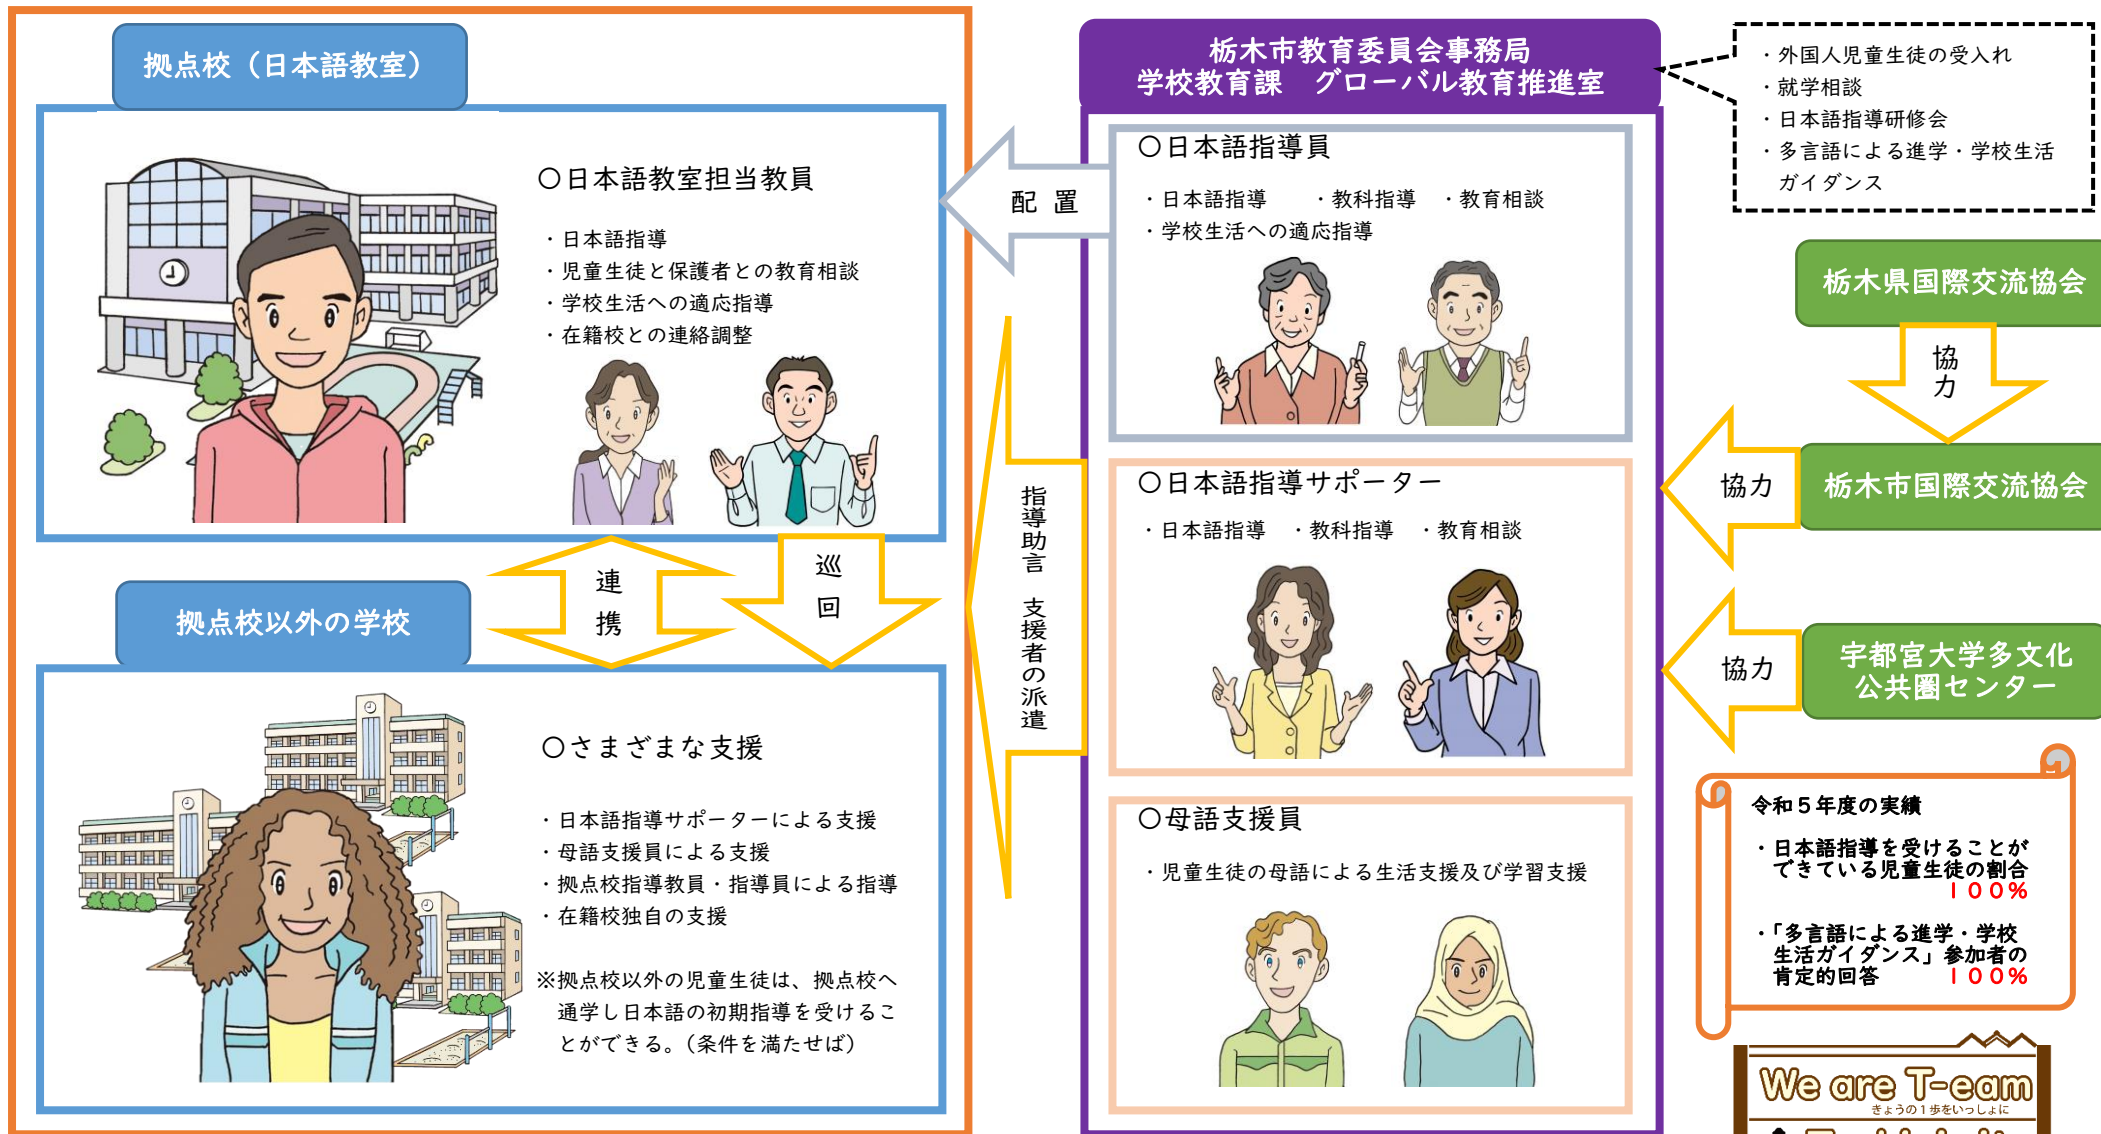 拠点校（日本語教室）
〇日本語教室担当教員
・日本語指導
・児童生徒と保護者との教育相談
・学校生活への適応指導
・在籍校との連絡調整
連携
巡回
拠点校以外の学校
〇さまざまな支援
・日本語指導サポーターによる支援
・母語支援員による支援
・拠点校指導教員・指導員による指導
・在籍校独自の支援
※拠点校以外の児童生徒は、拠点校へ
通学し日本語の初期指導を受けるこ
とができる。（条件を満たせば）
配 置
指導助言 支援者の派遣
栃木市教育委員会事務局
学校教育課 グローバル教育推進室
〇日本語指導員
・日本語指導 ・教科指導 ・教育相談
・学校生活への適応指導
〇日本語指導サポーター
・日本語指導 ・教科指導 ・教育相談
〇母語支援員
・児童生徒の母語による生活支援及び学習支援
・外国人児童生徒の受入れ
・就学相談
・日本語指導研修会
・多言語による進学・学校生活
ガイダンス
栃木県国際交流協会
協力
栃木市国際交流協会
協力
宇都宮大学多文化
公共圏センター
協力
令和５年度の実績
・日本語指導を受けることが
できている児童生徒の割合
１００％
・「多言語による進学・学校
生活ガイダンス」参加者の
肯定的回答 １００％
We are T-eam
きょうの1歩をいっしょに